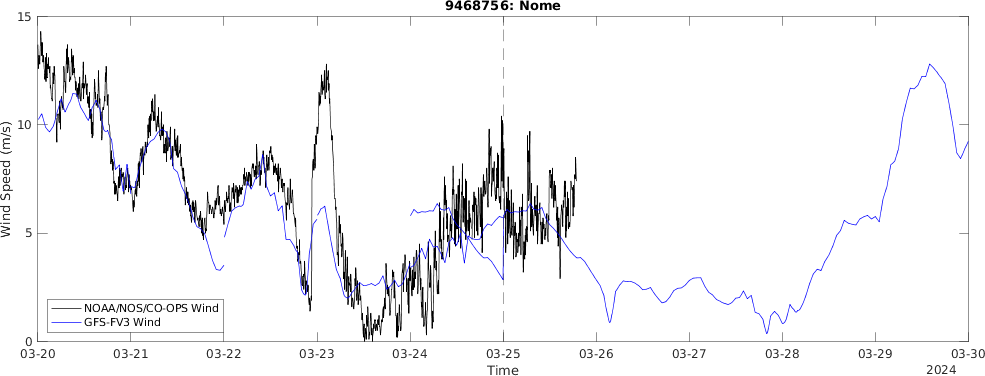 9468756: Nome
15
10
5
0
Wind Speed (m/s)
NOAA/NOS/CO-OPS Wind
GFS-FV3 Wind
03-20 03-21 03-22 03-23 03-24 03-25 03-26 03-27 03-28 03-29 03-30
Time
2024